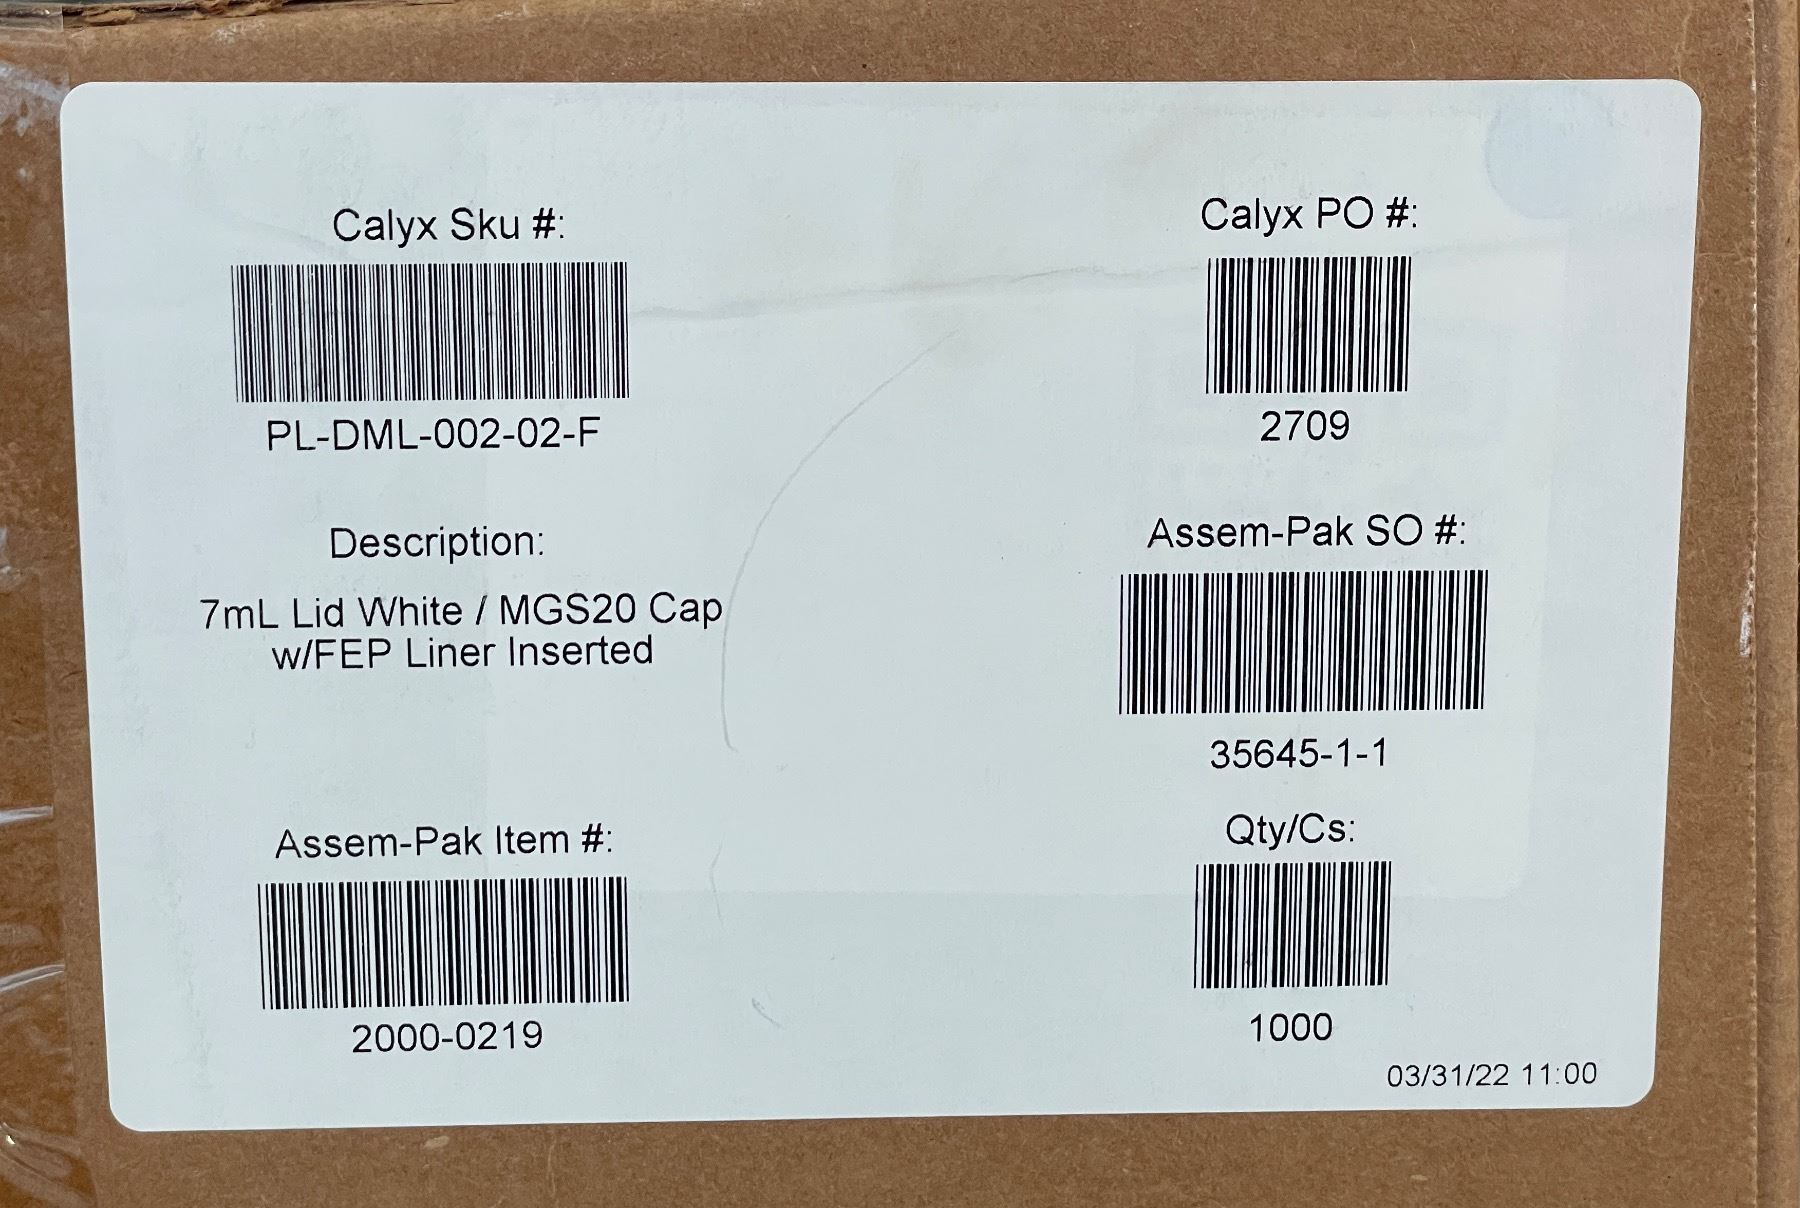 Calyx Sku #:
PL-DML-002-02-F
Description:
7mL Lid White / MGS20 Cap
w/FEP Liner Inserted
Assem-Pak Item #:
2000-0219
Calyx PO #:
2709
Assem-Pak SO #:
35645-1-1
Qty/Cs:
1000
03/31/22 11:00